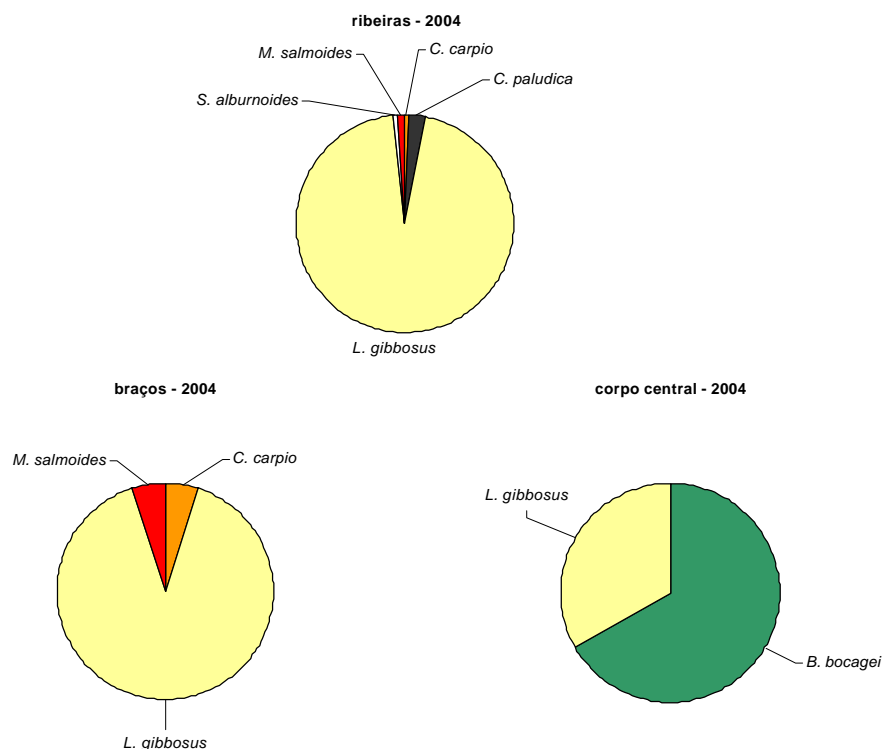 ribeiras - 2004
M. salmoides
C. carpio
S. alburnoides
C. paludica
L. gibbosus
braços - 2004
M. salmoides
C. carpio
L. gibbosus
corpo central - 2004
L. gibbosus
B. bocagei